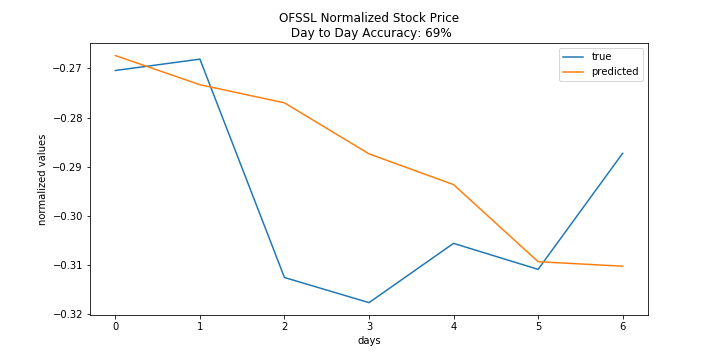 OFSSL Normalized Stock Price
Day to Day Accuracy: 69%
true
predicted
normalized values
−0.27
−0.28
−0.29
−0.30
−0.31
−0.32
0 1 2 3 4 5 6
days